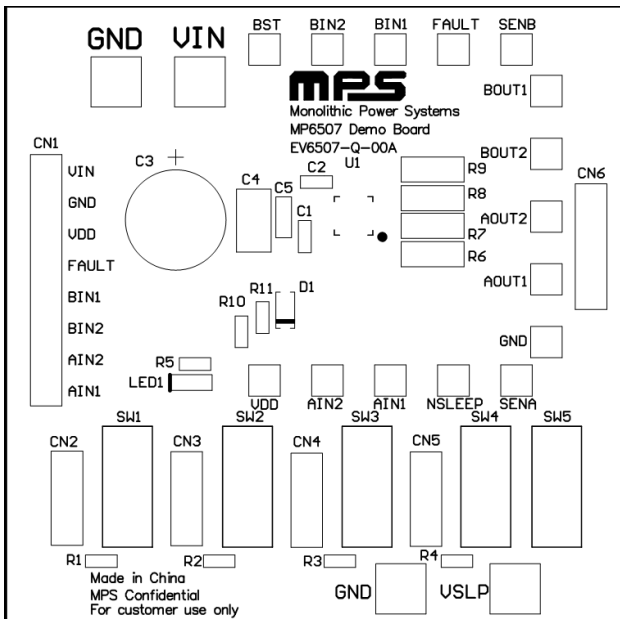 GND VIN BST BIN2 BIN1 FAULT SENB
MPS
Monolithic Power Systems
MP6507 Demo Board
EV6507-Q-00A
BOUT1
BOUT2
AOUT2
AOUT1
GND
CN6
CN1
VIN
GND
VDD
FAULT
BIN1
BIN2
AIN2
AIN1
C3
C4
C5
C2
C1
U1
R9
R8
R7
R6
R10
R11
D1
R5
LED1
VDD AIN2 AIN1 NSLEEP SENA
SW1 SW2 SW3 SW4 SW5
CN2 CN3 CN4 CN5
R1 R2 R3 R4
Made in China
MPS Confidential
For customer use only
GND VSLP